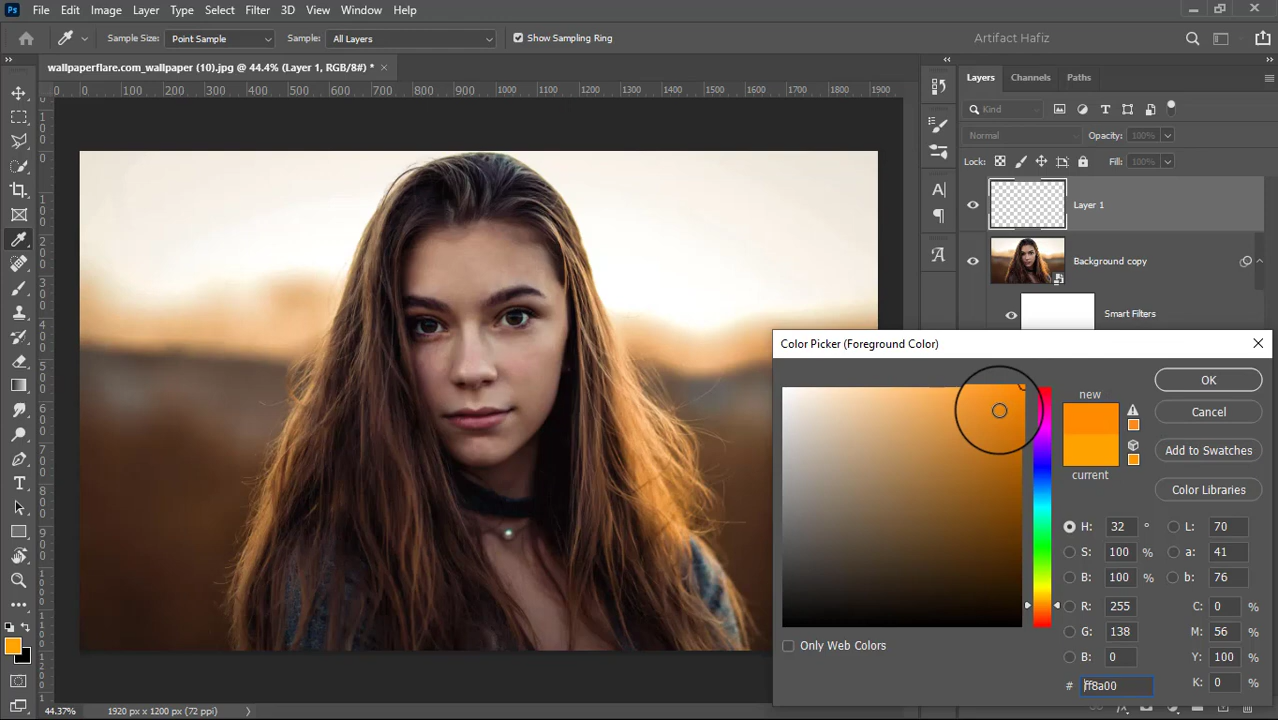 Ps File Edit Image Layer Type Select Filter 3D View Window Help
Sample Size: Point Sample Sample: All Layers Show Sampling Ring Artifact Hafiz
wallpaperflare.com_wallpaper (10).jpg @ 44.4% (Layer 1, RGB/8#) * ×
Layers Channels Paths
0 0 100 200 300 400 500 600 700 800 900 1000 1100 1200 1300 1400 1500 1600 1700 1800 1900
Kind
Normal Opacity: 100%
Lock: Fill: 100%
Layer 1
Background copy
Smart Filters
Color Picker (Foreground Color)
new
OK
Cancel
Add to Swatches
current
Color Libraries
H: 32 ° L: 70
S: 100 % a: 41
B: 100 % b: 76
R: 255 C: 0 %
G: 138 M: 56 %
Only Web Colors
B: 0 Y: 100 %
# ff8a00 K: 0 %
44.37% 1920 px x 1200 px (72 ppi)